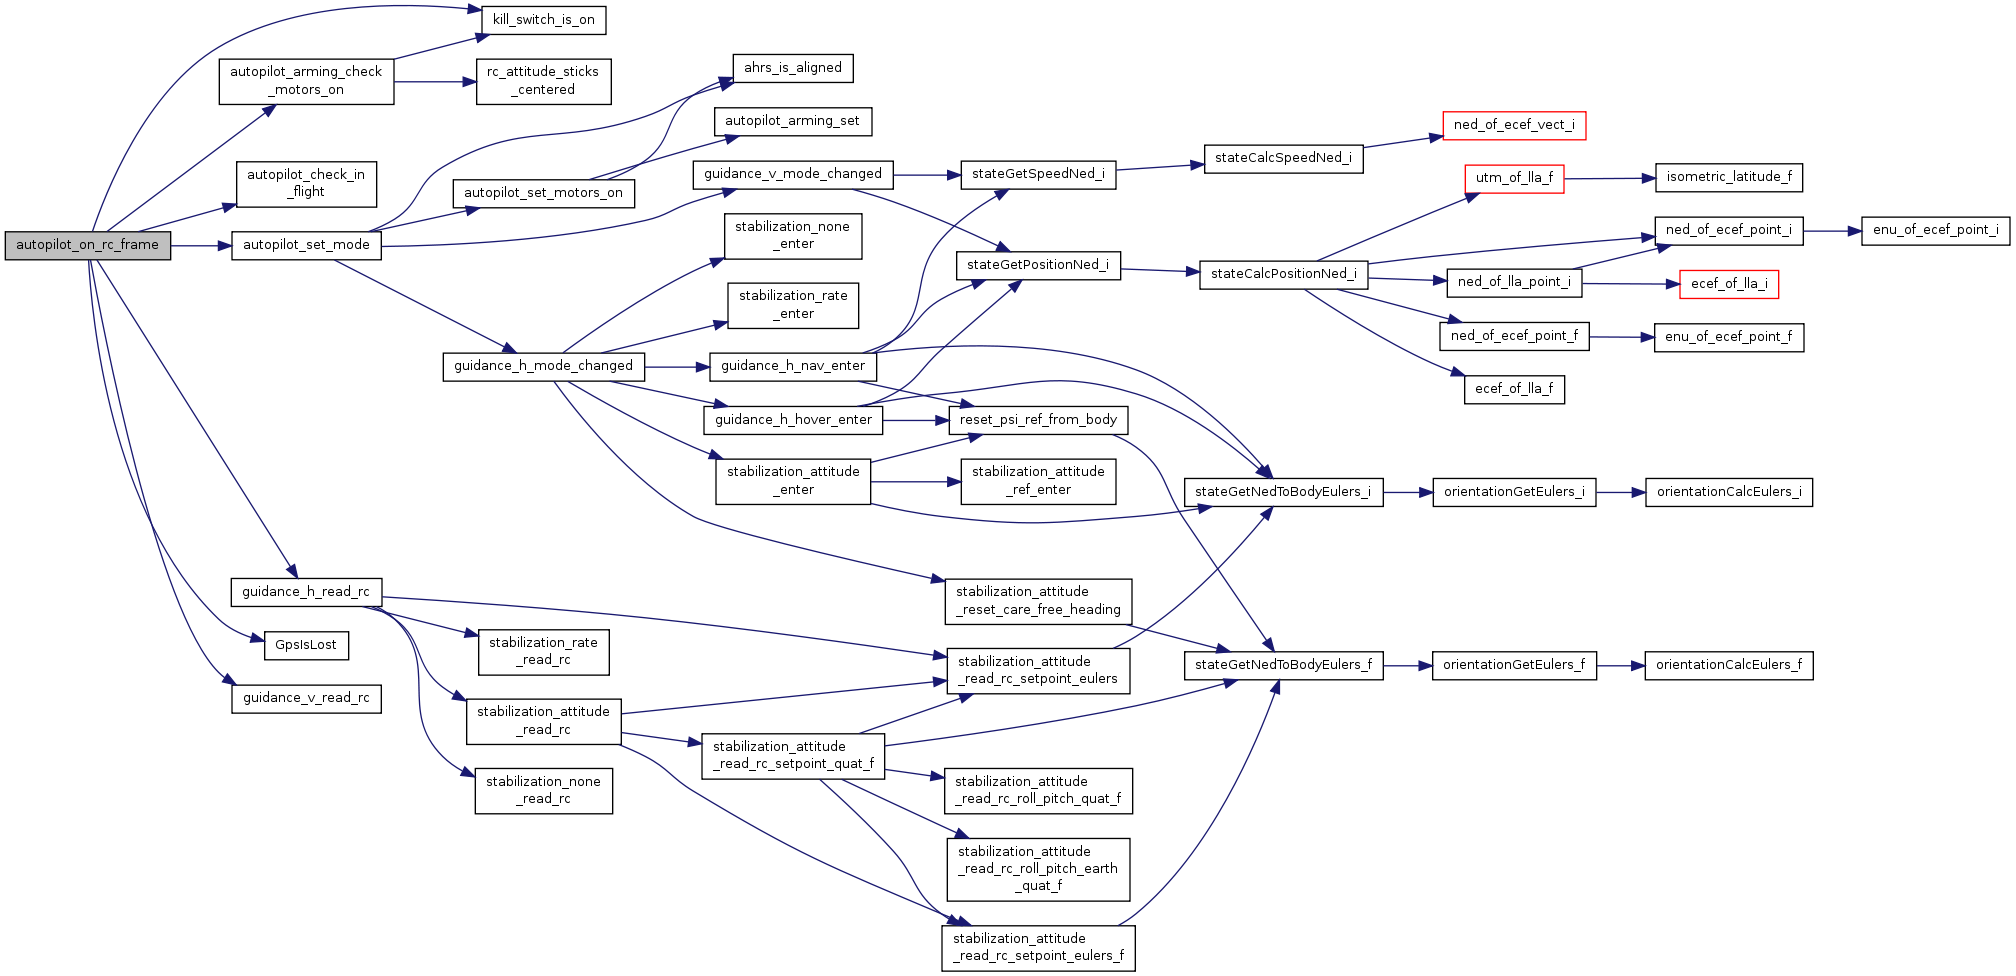 autopilot_on_rc_frame
kill_switch_is_on
autopilot_arming_check
_motors_on
rc_attitude_sticks
_centered
autopilot_check_in
_flight
autopilot_set_mode
ahrs_is_aligned
autopilot_arming_set
autopilot_set_motors_on
guidance_v_mode_changed
stabilization_none
_enter
stabilization_rate
_enter
guidance_h_mode_changed
guidance_h_nav_enter
guidance_h_hover_enter
stabilization_attitude
_enter
stateGetSpeedNed_i
stateGetPositionNed_i
reset_psi_ref_from_body
stabilization_attitude
_ref_enter
stateCalcSpeedNed_i
stateCalcPositionNed_i
ned_of_ecef_vect_i
utm_of_lla_f
ned_of_lla_point_i
ned_of_ecef_point_f
ecef_of_lla_f
isometric_latitude_f
ned_of_ecef_point_i
ecef_of_lla_i
enu_of_ecef_point_f
enu_of_ecef_point_i
stateGetNedToBodyEulers_i
orientationGetEulers_i
orientationCalcEulers_i
stabilization_attitude
_reset_care_free_heading
guidance_h_read_rc
GpsIsLost
guidance_v_read_rc
stabilization_rate
_read_rc
stabilization_attitude
_read_rc
stabilization_none
_read_rc
stabilization_attitude
_read_rc_setpoint_eulers
stabilization_attitude
_read_rc_setpoint_quat_f
stabilization_attitude
_read_rc_roll_pitch_quat_f
stabilization_attitude
_read_rc_roll_pitch_earth
_quat_f
stabilization_attitude
_read_rc_setpoint_eulers_f
stateGetNedToBodyEulers_f
orientationGetEulers_f
orientationCalcEulers_f